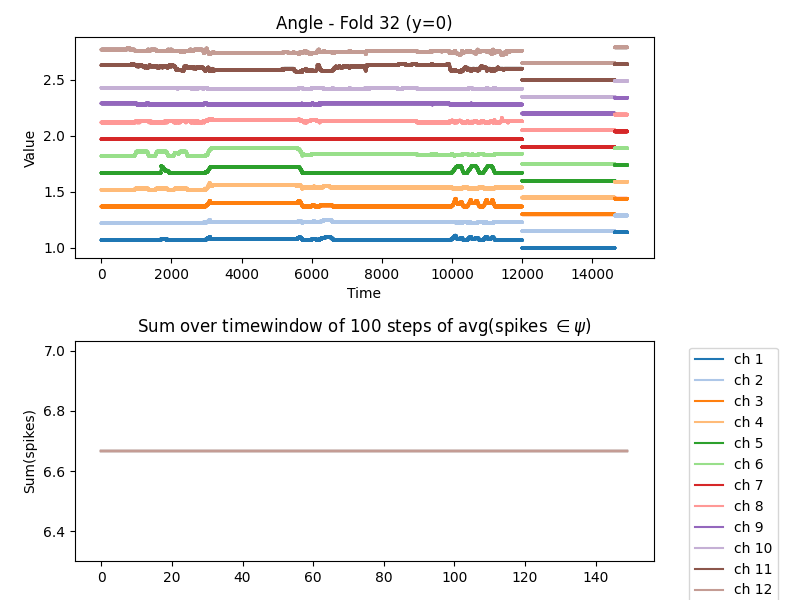 Angle - Fold 32 (y=0)
Value
2.5
2.0
1.5
1.0
0 2000 4000 6000 8000 10000 12000 14000
Time
Sum over timewindow of 100 steps of avg(spikes ∈ ψ)
Sum(spikes)
7.0
6.8
6.6
6.4
0 20 40 60 80 100 120 140
ch 1
ch 2
ch 3
ch 4
ch 5
ch 6
ch 7
ch 8
ch 9
ch 10
ch 11
ch 12